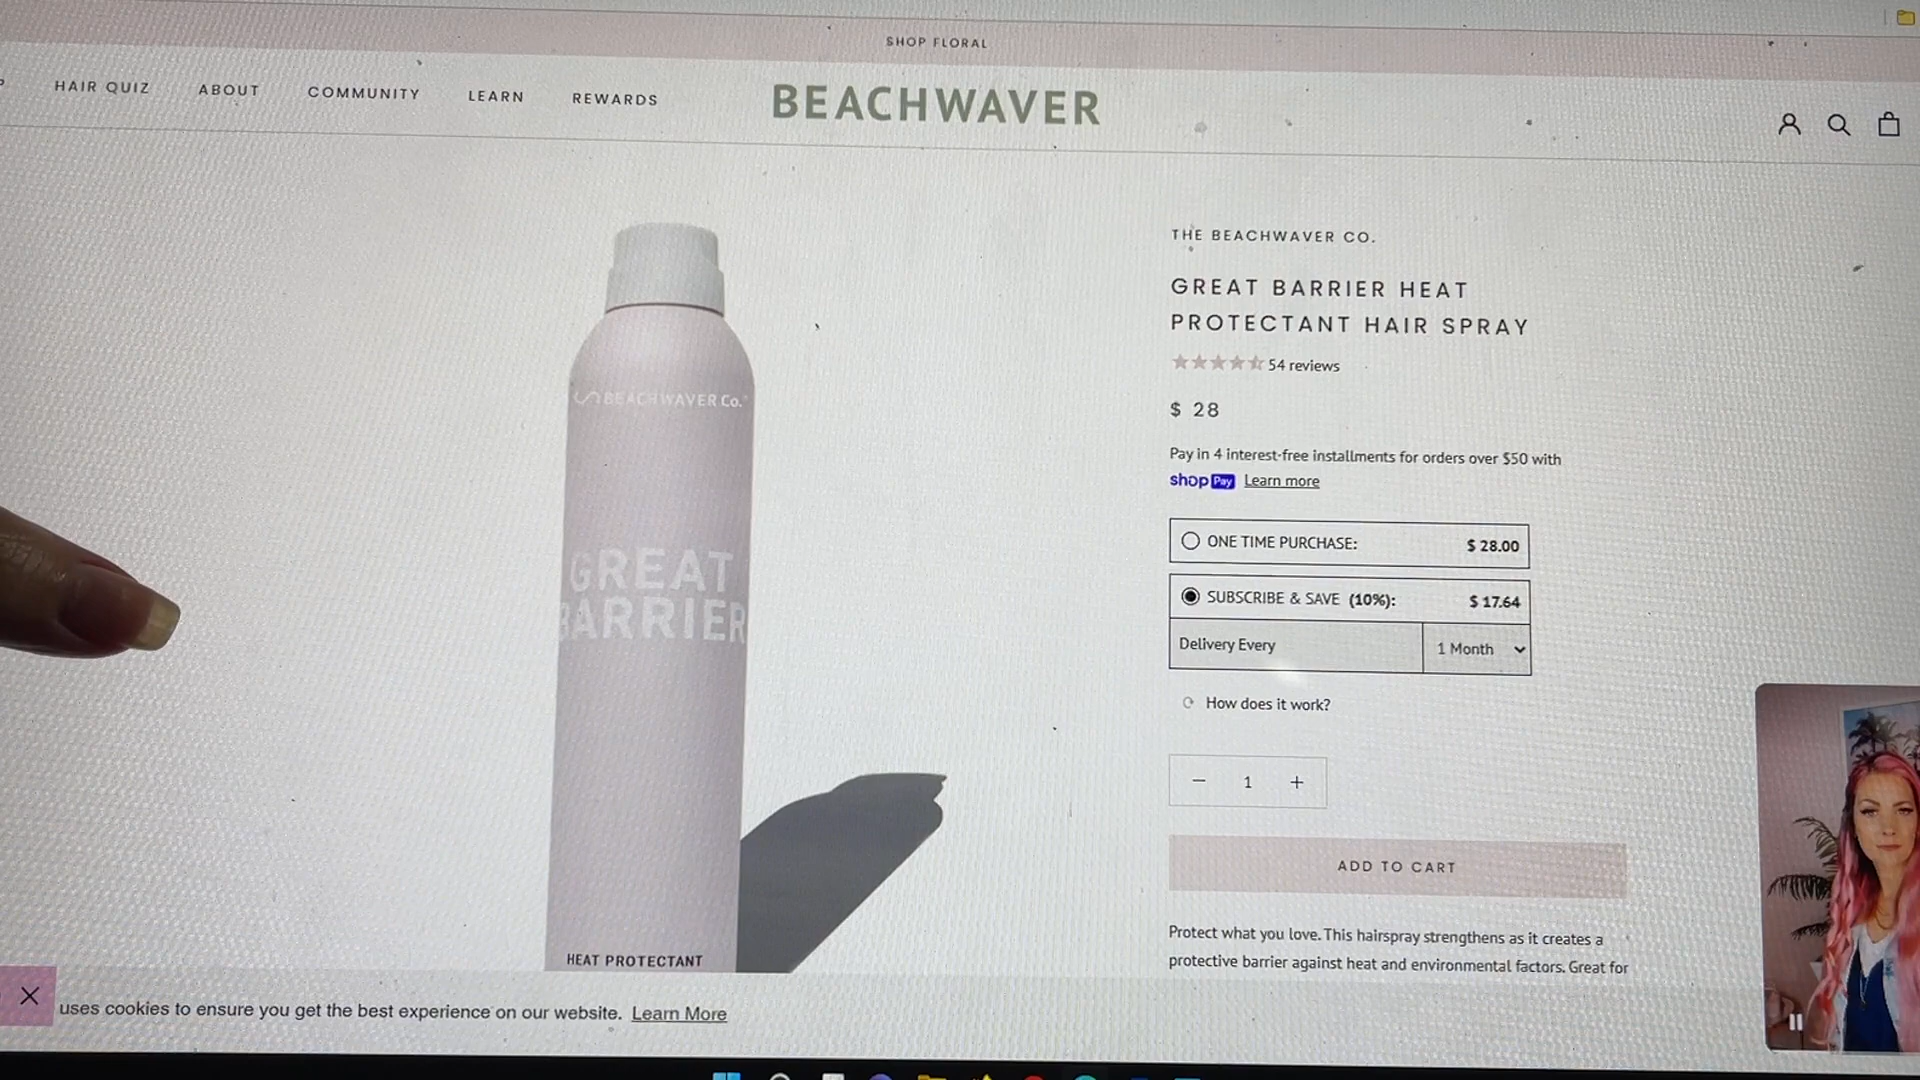 SHOP FLORAL
HAIR QUIZ ABOUT COMMUNITY LEARN REWARDS
BEACHWAVER
THE BEACHWAVER CO.
GREAT BARRIER HEAT
PROTECTANT HAIR SPRAY
54 reviews
$ 28
Pay in 4 interest-free installments for orders over $50 with
shop Pay Learn more
ONE TIME PURCHASE: $ 28.00
SUBSCRIBE & SAVE (10%): $ 17.64
Delivery Every 1 Month
How does it work?
− 1 +
ADD TO CART
Protect what you love. This hairspray strengthens as it creates a
protective barrier against heat and environmental factors. Great for
BEACHWAVER Co.
GREAT
BARRIER
HEAT PROTECTANT
uses cookies to ensure you get the best experience on our website. Learn More